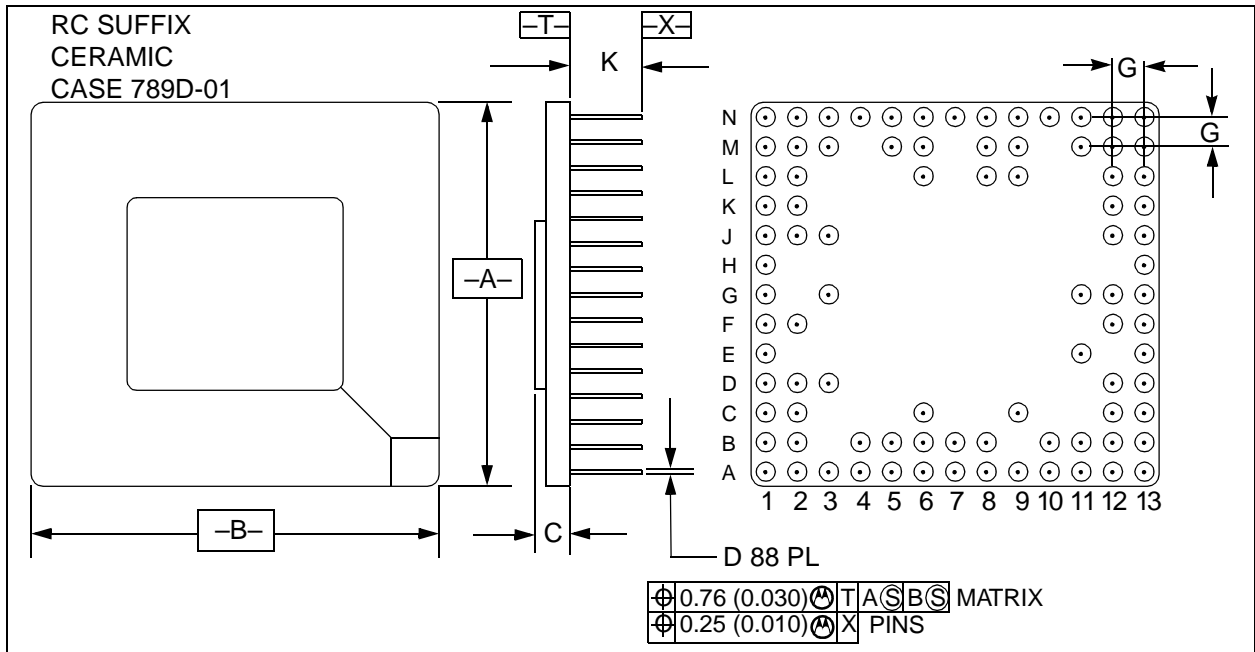 RC SUFFIX
CERAMIC
CASE 789D-01
–T–
K
–X–
G
G
–A–
–B–
C
N
M
L
K
J
H
G
F
E
D
C
B
A
1 2 3 4 5 6 7 8 9 10 11 12 13
D 88 PL
⌖ 0.76 (0.030) Ⓜ T A Ⓢ B Ⓢ MATRIX
⌖ 0.25 (0.010) Ⓜ X PINS